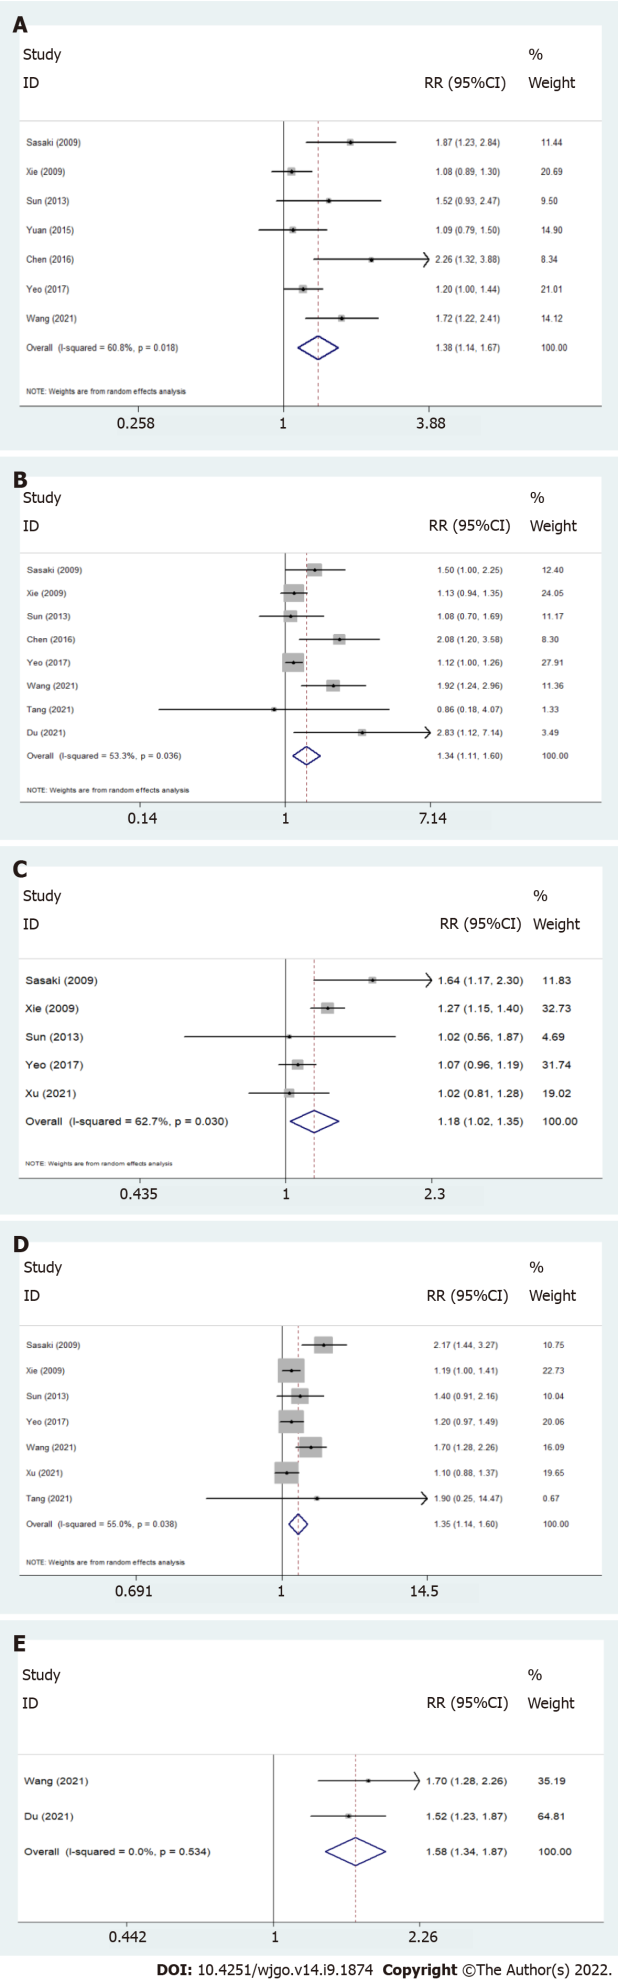 A
Study %
ID RR (95%CI) Weight
Sasaki (2009) 1.87 (1.23, 2.84) 11.44
Xie (2009) 1.08 (0.89, 1.30) 20.69
Sun (2013) 1.52 (0.93, 2.47) 9.50
Yuan (2015) 1.09 (0.79, 1.50) 14.90
Chen (2016) 2.26 (1.32, 3.88) 8.34
Yeo (2017) 1.20 (1.00, 1.44) 21.01
Wang (2021) 1.72 (1.22, 2.41) 14.12
Overall (I-squared = 60.8%, p = 0.018) 1.38 (1.14, 1.67) 100.00
NOTE: Weights are from random effects analysis
0.258 1 3.88
B
Study %
ID RR (95%CI) Weight
Sasaki (2009) 1.50 (1.00, 2.25) 12.40
Xie (2009) 1.13 (0.94, 1.35) 24.05
Sun (2013) 1.08 (0.70, 1.69) 11.17
Chen (2016) 2.08 (1.20, 3.58) 8.30
Yeo (2017) 1.12 (1.00, 1.26) 27.91
Wang (2021) 1.92 (1.24, 2.96) 11.36
Tang (2021) 0.86 (0.18, 4.07) 1.33
Du (2021) 2.83 (1.12, 7.14) 3.49
Overall (I-squared = 53.3%, p = 0.036) 1.34 (1.11, 1.60) 100.00
NOTE: Weights are from random effects analysis
0.14 1 7.14
C
Study %
ID RR (95%CI) Weight
Sasaki (2009) 1.64 (1.17, 2.30) 11.83
Xie (2009) 1.27 (1.15, 1.40) 32.73
Sun (2013) 1.02 (0.56, 1.87) 4.69
Yeo (2017) 1.07 (0.96, 1.19) 31.74
Xu (2021) 1.02 (0.81, 1.28) 19.02
Overall (I-squared = 62.7%, p = 0.030) 1.18 (1.02, 1.35) 100.00
NOTE: Weights are from random effects analysis
0.435 1 2.3
D
Study %
ID RR (95%CI) Weight
Sasaki (2009) 2.17 (1.44, 3.27) 10.75
Xie (2009) 1.19 (1.00, 1.41) 22.73
Sun (2013) 1.40 (0.91, 2.16) 10.04
Yeo (2017) 1.20 (0.97, 1.49) 20.06
Wang (2021) 1.70 (1.28, 2.26) 16.09
Xu (2021) 1.10 (0.88, 1.37) 19.65
Tang (2021) 1.90 (0.25, 14.47) 0.67
Overall (I-squared = 55.0%, p = 0.038) 1.35 (1.14, 1.60) 100.00
NOTE: Weights are from random effects analysis
0.691 1 14.5
E
Study %
ID RR (95%CI) Weight
Wang (2021) 1.70 (1.28, 2.26) 35.19
Du (2021) 1.52 (1.23, 1.87) 64.81
Overall (I-squared = 0.0%, p = 0.534) 1.58 (1.34, 1.87) 100.00
0.442 1 2.26
DOI: 10.4251/wjgo.v14.i9.1874 Copyright ©The Author(s) 2022.